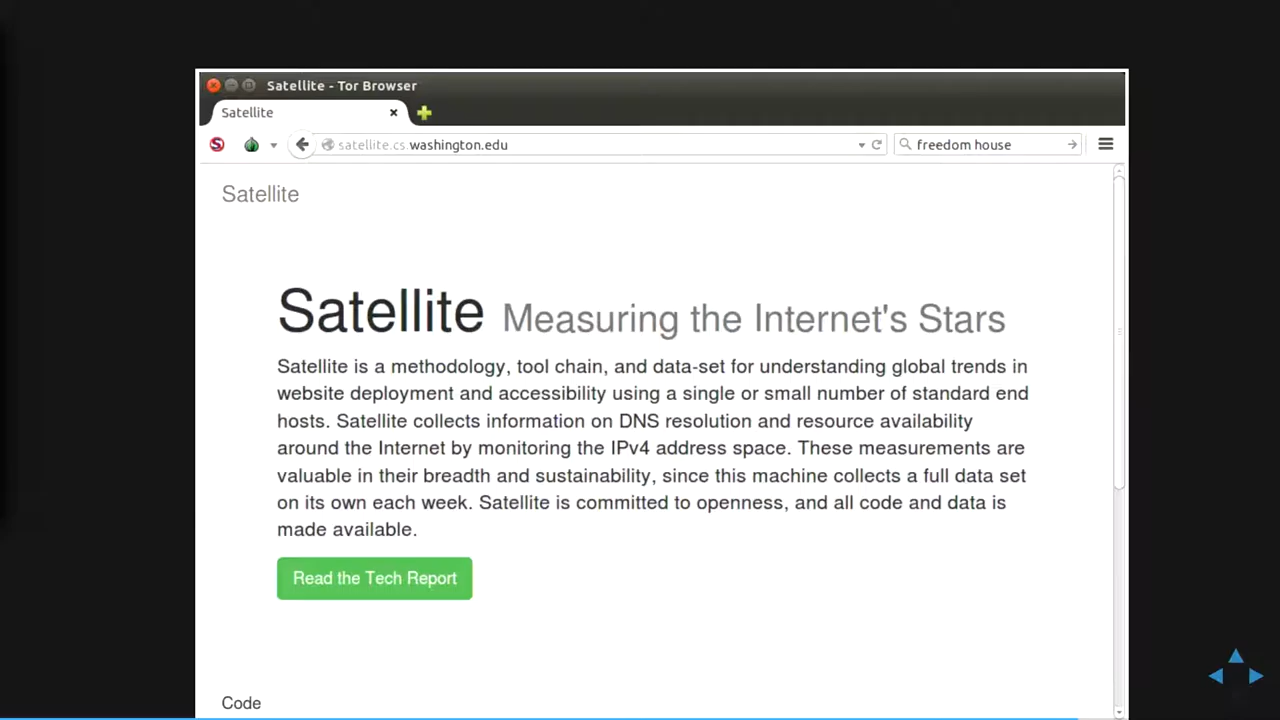 Satellite - Tor Browser
Satellite
satellite.cs.washington.edu
freedom house
Satellite
Satellite Measuring the Internet's Stars
Satellite is a methodology, tool chain, and data-set for understanding global trends in
website deployment and accessibility using a single or small number of standard end
hosts. Satellite collects information on DNS resolution and resource availability
around the Internet by monitoring the IPv4 address space. These measurements are
valuable in their breadth and sustainability, since this machine collects a full data set
on its own each week. Satellite is committed to openness, and all code and data is
made available.
Read the Tech Report
Code